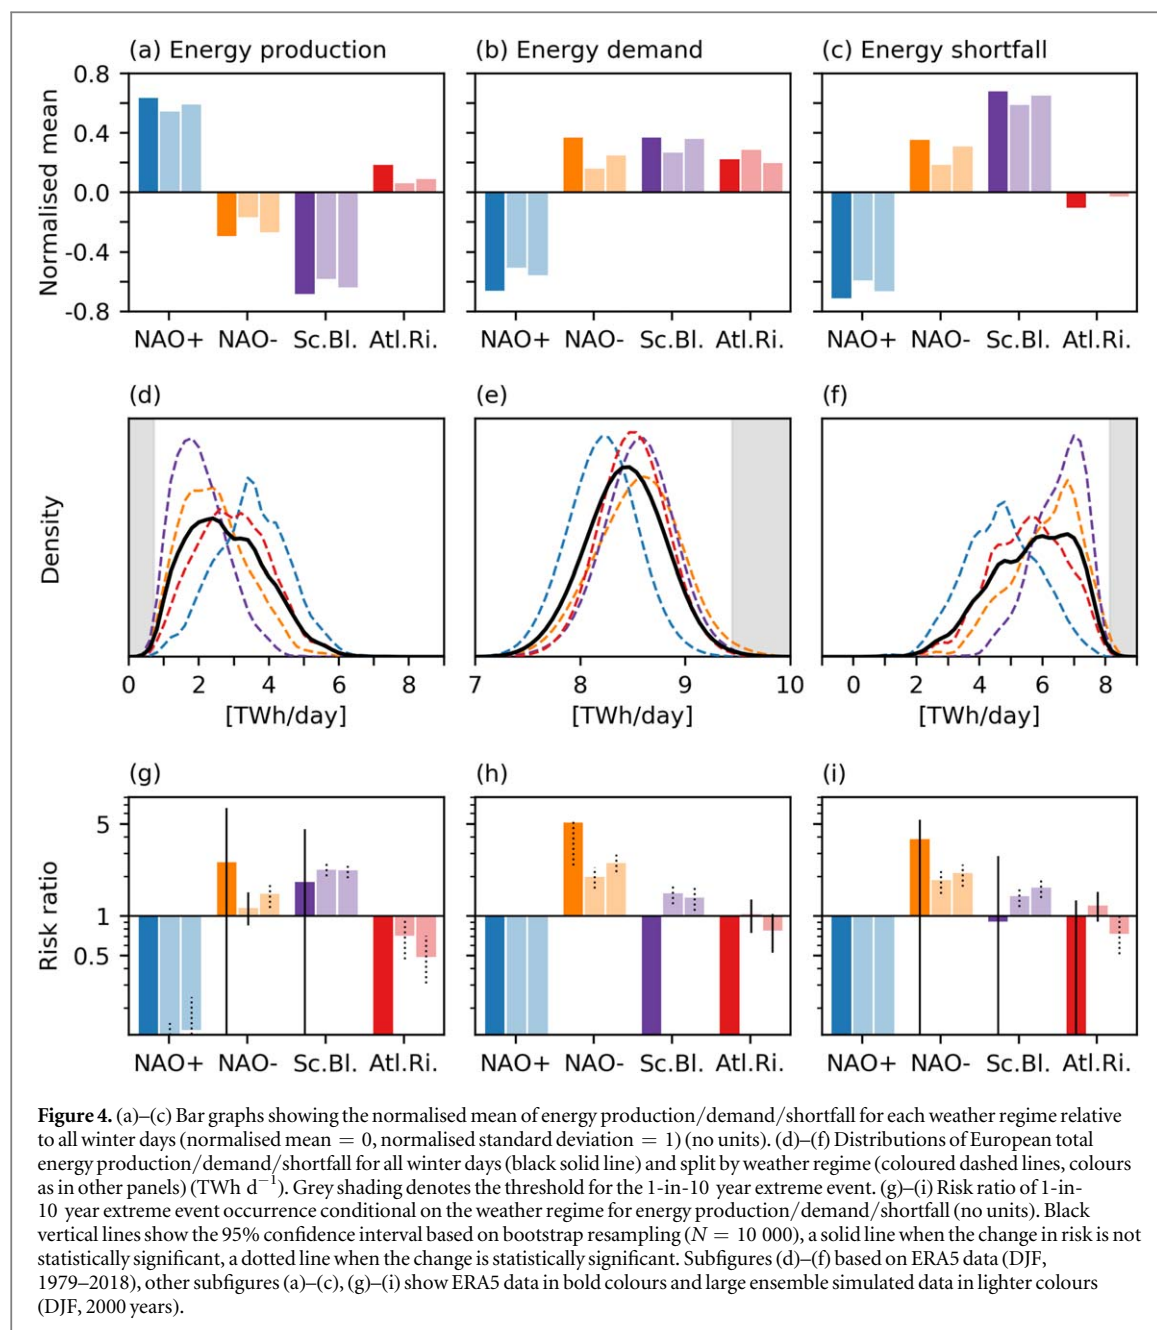 (a) Energy production
(b) Energy demand
(c) Energy shortfall
Normalised mean
0.8
0.4
0.0
-0.4
-0.8
NAO+ NAO- Sc.Bl. Atl.Ri.
NAO+ NAO- Sc.Bl. Atl.Ri.
NAO+ NAO- Sc.Bl. Atl.Ri.
(d)
(e)
(f)
Density
0 2 4 6 8
7 8 9 10
0 2 4 6 8
[TWh/day]
[TWh/day]
[TWh/day]
(g)
(h)
(i)
Risk ratio
5
1
0.5
NAO+ NAO- Sc.Bl. Atl.Ri.
NAO+ NAO- Sc.Bl. Atl.Ri.
NAO+ NAO- Sc.Bl. Atl.Ri.
Figure 4. (a)–(c) Bar graphs showing the normalised mean of energy production/demand/shortfall for each weather regime relative
to all winter days (normalised mean = 0, normalised standard deviation = 1) (no units). (d)–(f) Distributions of European total
energy production/demand/shortfall for all winter days (black solid line) and split by weather regime (coloured dashed lines, colours
as in other panels) (TWh d⁻¹). Grey shading denotes the threshold for the 1-in-10 year extreme event. (g)–(i) Risk ratio of 1-in-
10 year extreme event occurrence conditional on the weather regime for energy production/demand/shortfall (no units). Black
vertical lines show the 95% confidence interval based on bootstrap resampling (N = 10 000), a solid line when the change in risk is not
statistically significant, a dotted line when the change is statistically significant. Subfigures (d)–(f) based on ERA5 data (DJF,
1979–2018), other subfigures (a)–(c), (g)–(i) show ERA5 data in bold colours and large ensemble simulated data in lighter colours
(DJF, 2000 years).